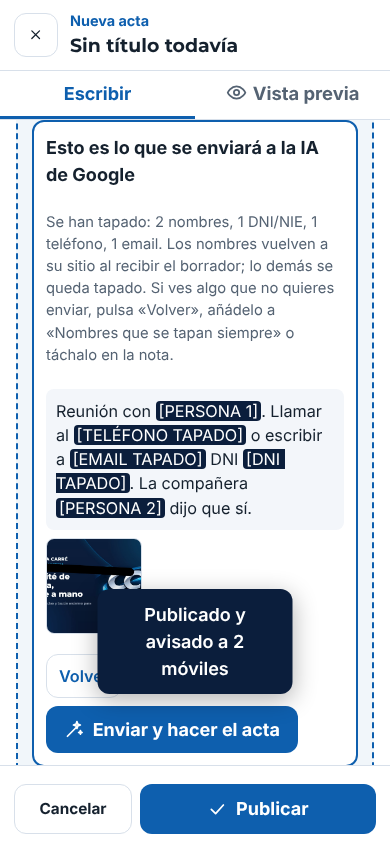 Nueva acta
Sin título todavía
Escribir
Vista previa
Esto es lo que se enviará a la IA
de Google
Se han tapado: 2 nombres, 1 DNI/NIE, 1
teléfono, 1 email. Los nombres vuelven a
su sitio al recibir el borrador; lo demás se
queda tapado. Si ves algo que no quieres
enviar, pulsa «Volver», añádelo a
«Nombres que se tapan siempre» o
táchalo en la nota.
Reunión con [PERSONA 1]. Llamar
al [TELÉFONO TAPADO] o escribir
a [EMAIL TAPADO] DNI [DNI
TAPADO]. La compañera
[PERSONA 2] dijo que sí.
A CARRÉ
ité de
a,
e a mano
Publicado y
avisado a 2
móviles
Enviar y hacer el acta
Cancelar
Publicar